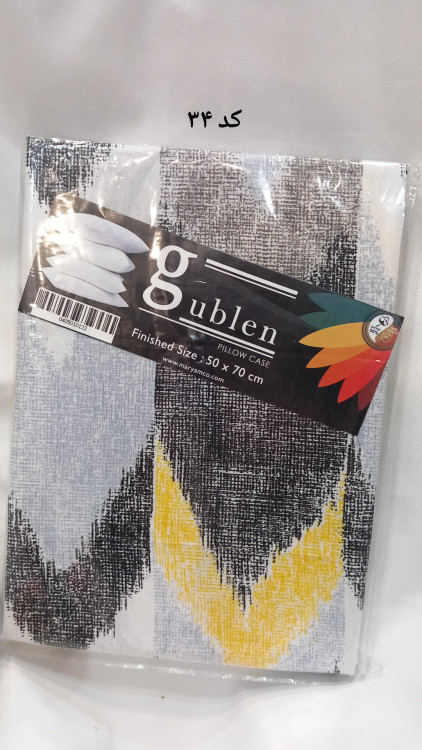 کد ۳۴
gublen
PILLOW CASE
Finished Size : 50 x 70 cm
www.maryamco.com